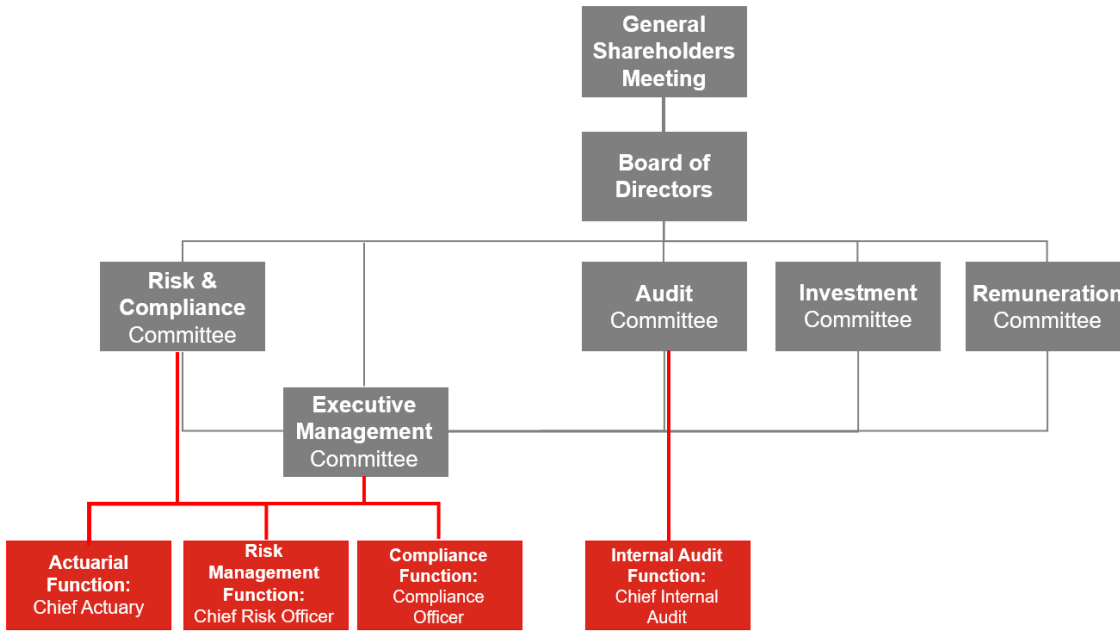 General
Shareholders
Meeting
Board of
Directors
Risk &
Compliance
Committee
Audit
Committee
Investment
Committee
Remuneration
Committee
Executive
Management
Committee
Actuarial
Function:
Chief Actuary
Risk
Management
Function:
Chief Risk Officer
Compliance
Function:
Compliance
Officer
Internal Audit
Function:
Chief Internal
Audit